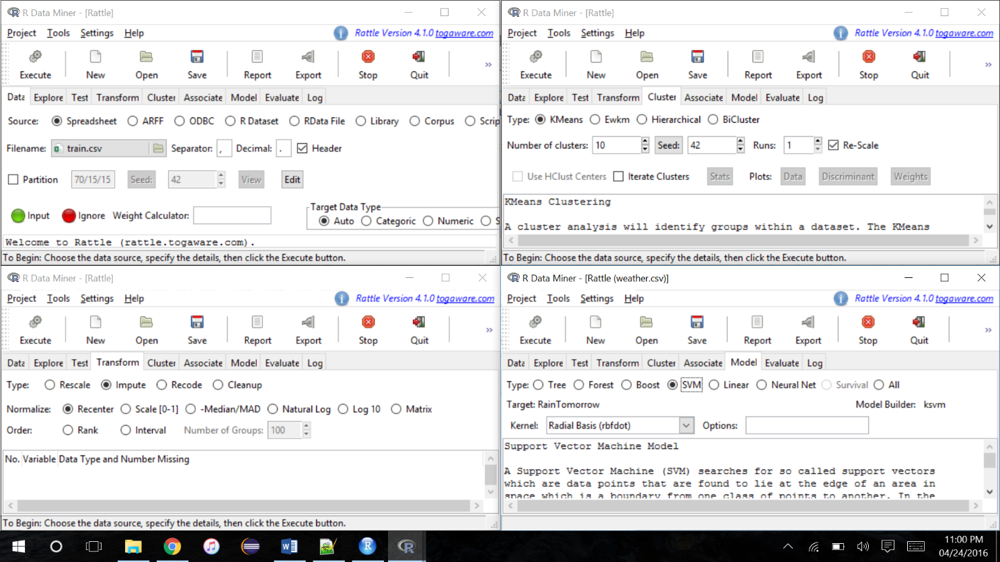 R Data Miner - [Rattle]
Project Tools Settings Help
Rattle Version 4.1.0 togaware.com
Execute New Open Save Report Export Stop Quit »
Data Explore Test Transform Cluster Associate Model Evaluate Log
Source: Spreadsheet ARFF ODBC R Dataset RData File Library Corpus Scrip
Filename: train.csv Separator: , Decimal: . Header
Partition 70/15/15 Seed: 42 View Edit
Input Ignore Weight Calculator:
Target Data Type
Auto Categoric Numeric S
Welcome to Rattle (rattle.togaware.com).
To Begin: Choose the data source, specify the details, then click the Execute button.
R Data Miner - [Rattle]
Project Tools Settings Help
Rattle Version 4.1.0 togaware.com
Execute New Open Save Report Export Stop Quit »
Data Explore Test Transform Cluster Associate Model Evaluate Log
Type: KMeans Ewkm Hierarchical BiCluster
Number of clusters: 10 Seed: 42 Runs: 1 Re-Scale
Use HClust Centers Iterate Clusters Stats Plots: Data Discriminant Weights
KMeans Clustering
A cluster analysis will identify groups within a dataset. The KMeans
To Begin: Choose the data source, specify the details, then click the Execute button.
R Data Miner - [Rattle]
Project Tools Settings Help
Rattle Version 4.1.0 togaware.com
Execute New Open Save Report Export Stop Quit »
Data Explore Test Transform Cluster Associate Model Evaluate Log
Type: Rescale Impute Recode Cleanup
Normalize: Recenter Scale [0-1] -Median/MAD Natural Log Log 10 Matrix
Order: Rank Interval Number of Groups: 100
No. Variable Data Type and Number Missing
To Begin: Choose the data source, specify the details, then click the Execute button.
R Data Miner - [Rattle (weather.csv)]
Project Tools Settings Help
Rattle Version 4.1.0 togaware.com
Execute New Open Save Report Export Stop Quit »
Data Explore Test Transform Cluster Associate Model Evaluate Log
Type: Tree Forest Boost SVM Linear Neural Net Survival All
Target: RainTomorrow Model Builder: ksvm
Kernel: Radial Basis (rbfdot) Options:
Support Vector Machine Model
A Support Vector Machine (SVM) searches for so called support vectors
which are data points that are found to lie at the edge of an area in
space which is a boundary from one class of points to another. In the
11:00 PM
04/24/2016